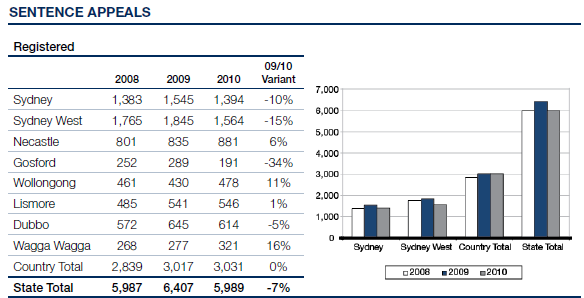 SENTENCE APPEALS
Registered
2008 2009 2010 09/10 Variant
Sydney 1,383 1,545 1,394 -10%
Sydney West 1,765 1,845 1,564 -15%
Necastle 801 835 881 6%
Gosford 252 289 191 -34%
Wollongong 461 430 478 11%
Lismore 485 541 546 1%
Dubbo 572 645 614 -5%
Wagga Wagga 268 277 321 16%
Country Total 2,839 3,017 3,031 0%
State Total 5,987 6,407 5,989 -7%
7,000
6,000
5,000
4,000
3,000
2,000
1,000
0
Sydney Sydney West Country Total State Total
2008 2009 2010